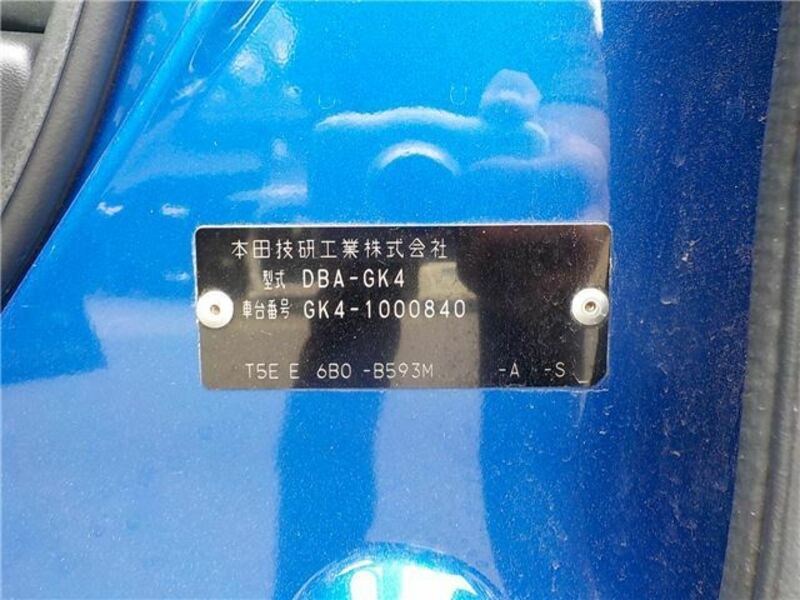 本田技研工業株式会社
型式 DBA-GK4
車台番号 GK4-1000840
T5E E 6B0 -B593M -A -S